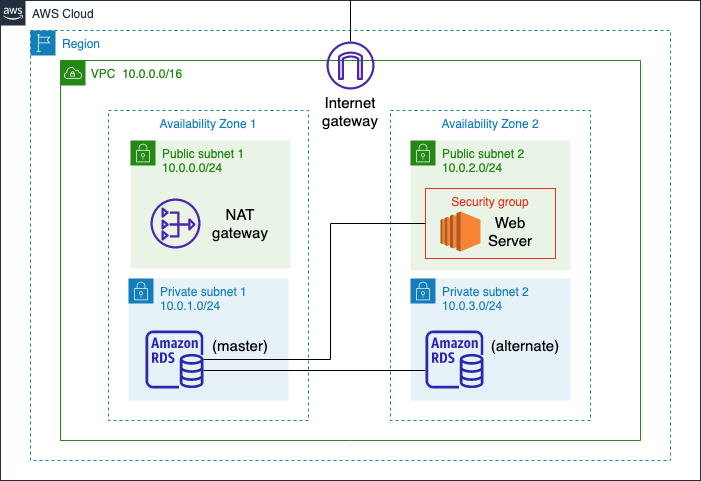 aws
AWS Cloud
Region
VPC 10.0.0.0/16
Internet
gateway
Availability Zone 1
Public subnet 1
10.0.0.0/24
NAT
gateway
Private subnet 1
10.0.1.0/24
Amazon
RDS
(master)
Availability Zone 2
Public subnet 2
10.0.2.0/24
Security group
Web
Server
Private subnet 2
10.0.3.0/24
Amazon
RDS
(alternate)